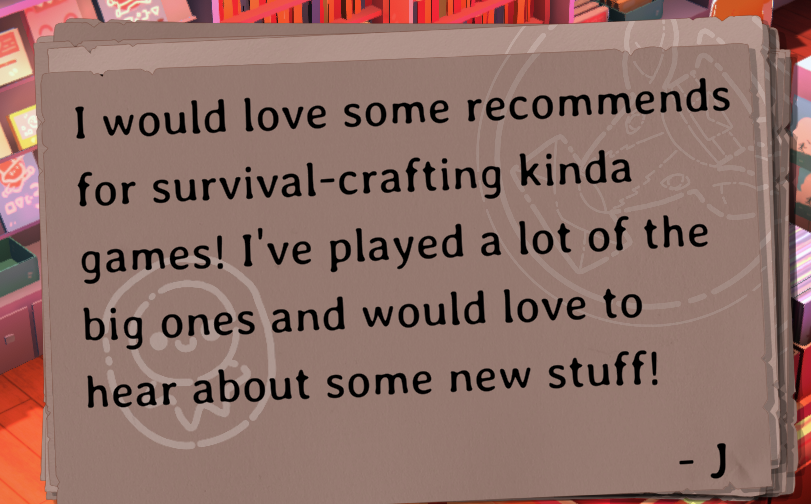 I would love some recommends
for survival-crafting kinda
games! I've played a lot of the
big ones and would love to
hear about some new stuff!
- J